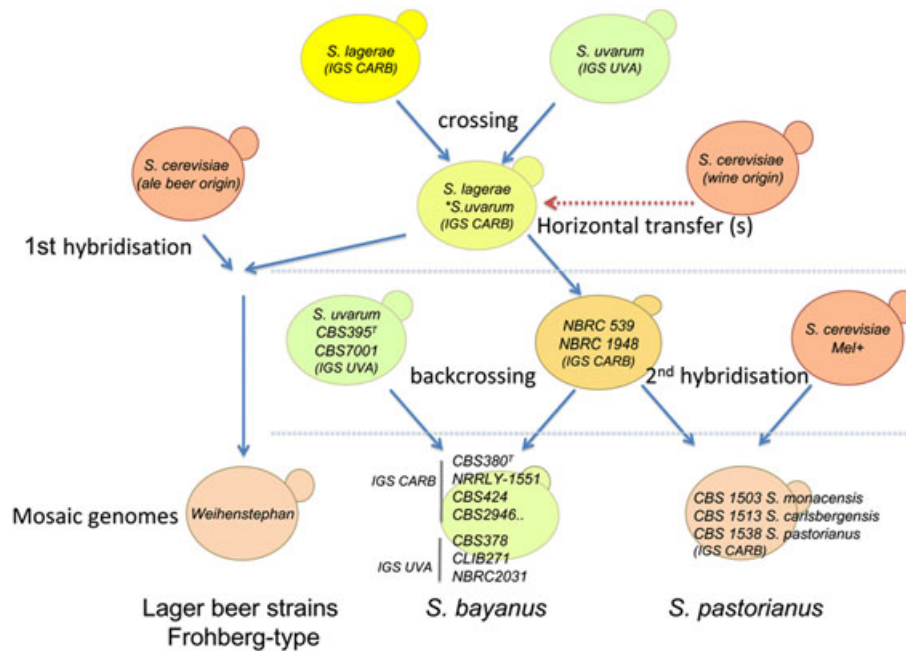 S. lagerae
(IGS CARB)
S. uvarum
(IGS UVA)
crossing
S. cerevisiae
(ale beer origin)
S. lagerae
*S.uvarum
(IGS CARB)
S. cerevisiae
(wine origin)
Horizontal transfer (s)
1st hybridisation
S. uvarum
CBS395T
CBS7001
(IGS UVA)
NBRC 539
NBRC 1948
(IGS CARB)
S. cerevisiae
Mel+
backcrossing
2nd hybridisation
Mosaic genomes
Weihenstephan
IGS CARB
CBS380T
NRRLY-1551
CBS424
CBS2946..
IGS UVA
CBS378
CLIB271
NBRC2031
CBS 1503 S. monacensis
CBS 1513 S. carlsbergensis
CBS 1538 S. pastorianus
(IGS CARB)
Lager beer strains
Frohberg-type
S. bayanus
S. pastorianus